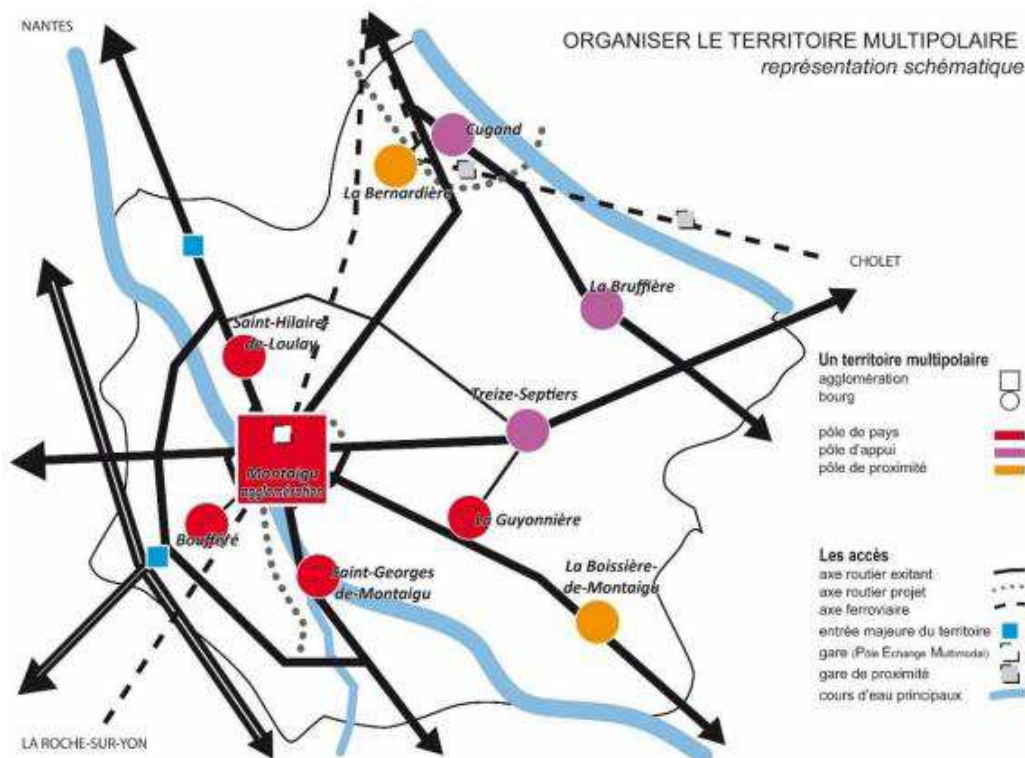 NANTES
ORGANISER LE TERRITOIRE MULTIPOLAIRE
représentation schématique
Cugand
La Bernardière
CHOLET
La Bruffière
Saint-Hilaire-
de-Loulay
Treize-Septiers
Montaigu
agglomération
La Guyonnière
Boufféré
Saint-Georges
de-Montaigu
La Boissière-
de-Montaigu
LA ROCHE-SUR-YON
Un territoire multipolaire
agglomération
bourg
pôle de pays
pôle d'appui
pôle de proximité
Les accès
axe routier exitant
axe routier projet
axe ferroviaire
entrée majeure du territoire
gare (Pôle Echange Multimodal)
gare de proximité
cours d'eau principaux